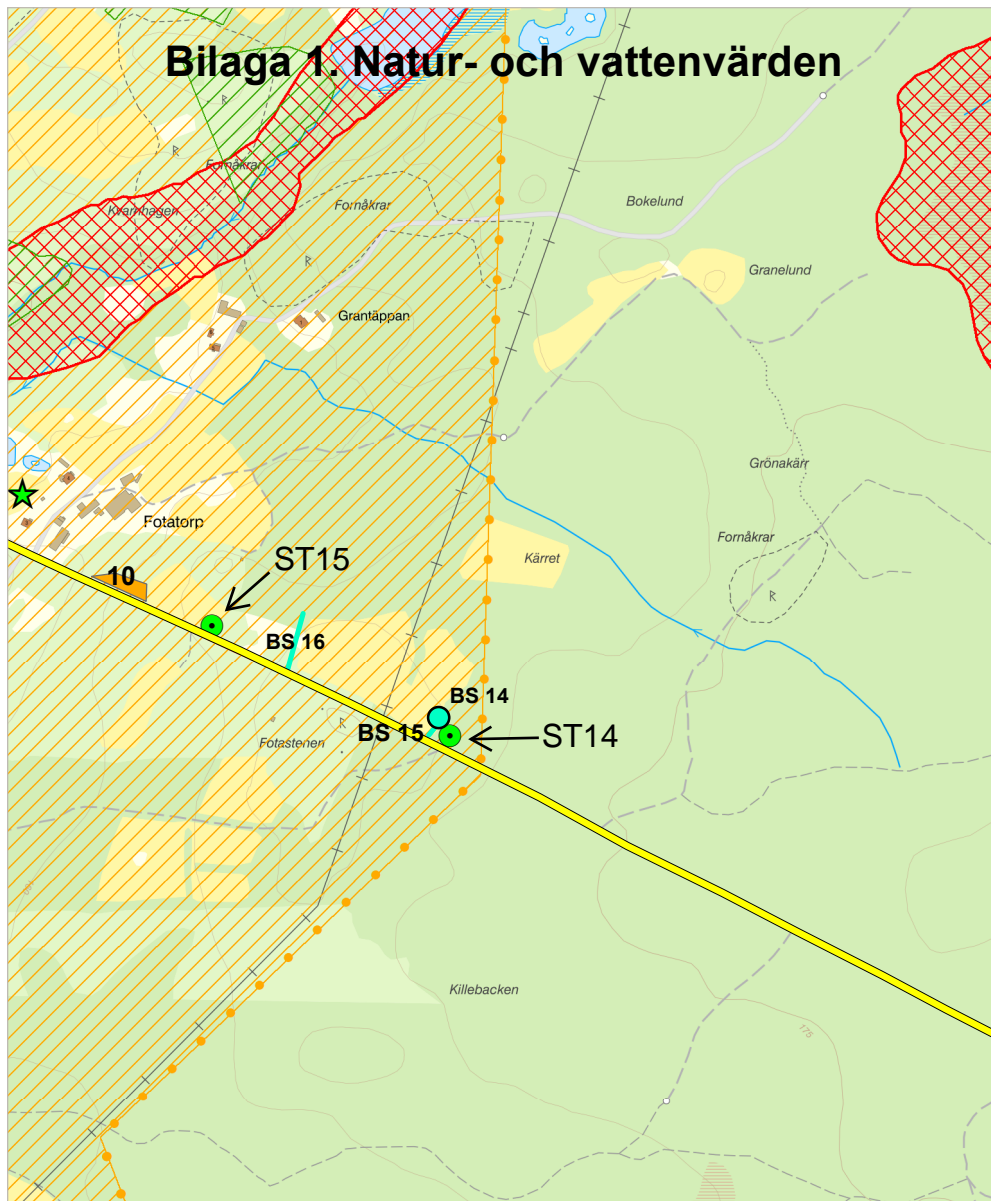 Bilaga 1. Natur- och vattenvärden
R
R
Fornåkrar
Kvarnhagen
Fornåkrar
Bokelund
R
Granelund
Grantäppan
1
Grönakärr
Fotatorp
Fornåkrar
Kärret
ST15
10
R
BS 16
BS 14
R
BS 15
ST14
Fotastenen
Killebacken
175